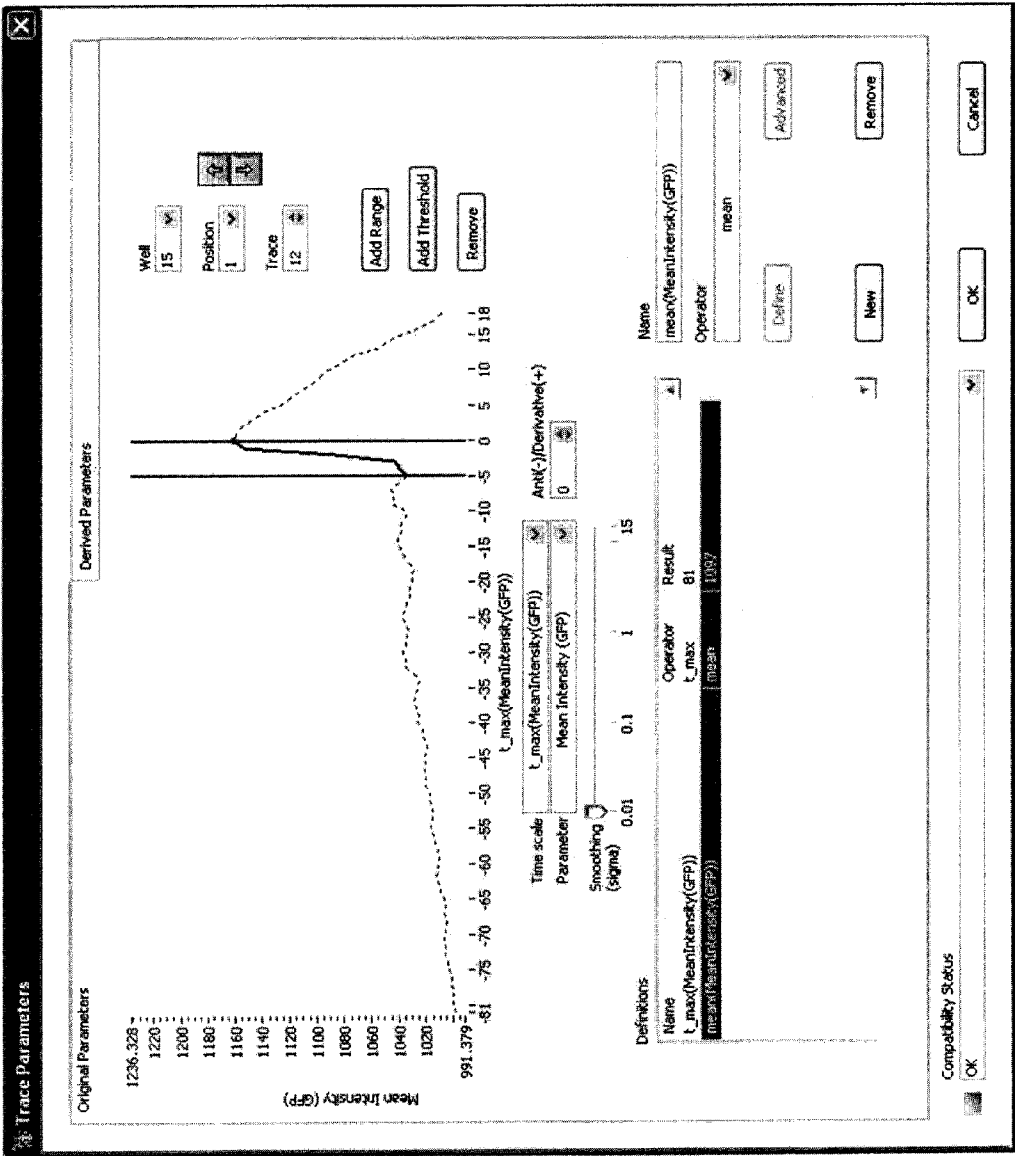 Trace Parameters
Original Parameters
Derived Parameters
Mean Intensity (GFP)
1236.328
1220
1200
1180
1160
1140
1120
1100
1080
1060
1040
1020
991.379
-81 -75 -70 -65 -60 -55 -50 -45 -40 -35 -30 -25 -20 -15 -10 -5 0 5 10 15 18
t_max(MeanIntensity(GFP))
Well
15
Position
1
Trace
12
Add Range
Add Threshold
Remove
Time scale t_max(MeanIntensity(GFP))
Parameter Mean Intensity (GFP)
Anti(-)/Derivative(+)
0
Smoothing
(sigma)
0.01 0.1 1 15
Definitions
Name Operator Result
t_max(MeanIntensity(GFP)) t_max 81
mean(MeanIntensity(GFP)) mean 1097
Name
mean(MeanIntensity(GFP))
Operator
mean
Define Advanced
New Remove
Compatibility Status
OK
OK Cancel